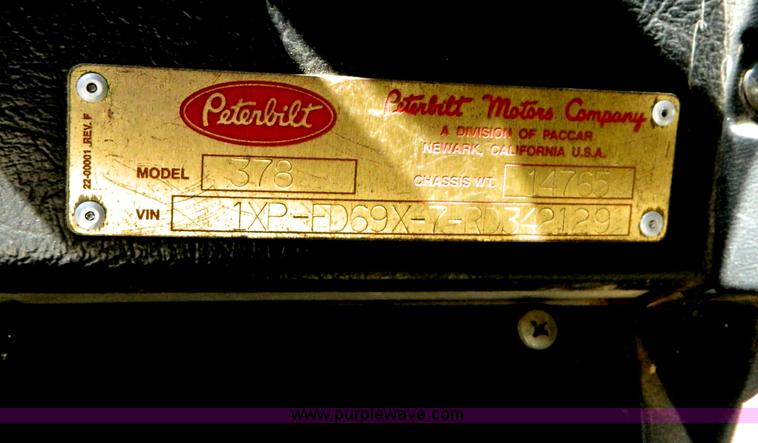 Peterbilt
Peterbilt Motors Company
A DIVISION OF PACCAR
NEWARK, CALIFORNIA U.S.A.
22-00001 REV. F
MODEL 378
CHASSIS WT. 14765
VIN 1XP-FD69X-7-RD342129
www.purplewave.com